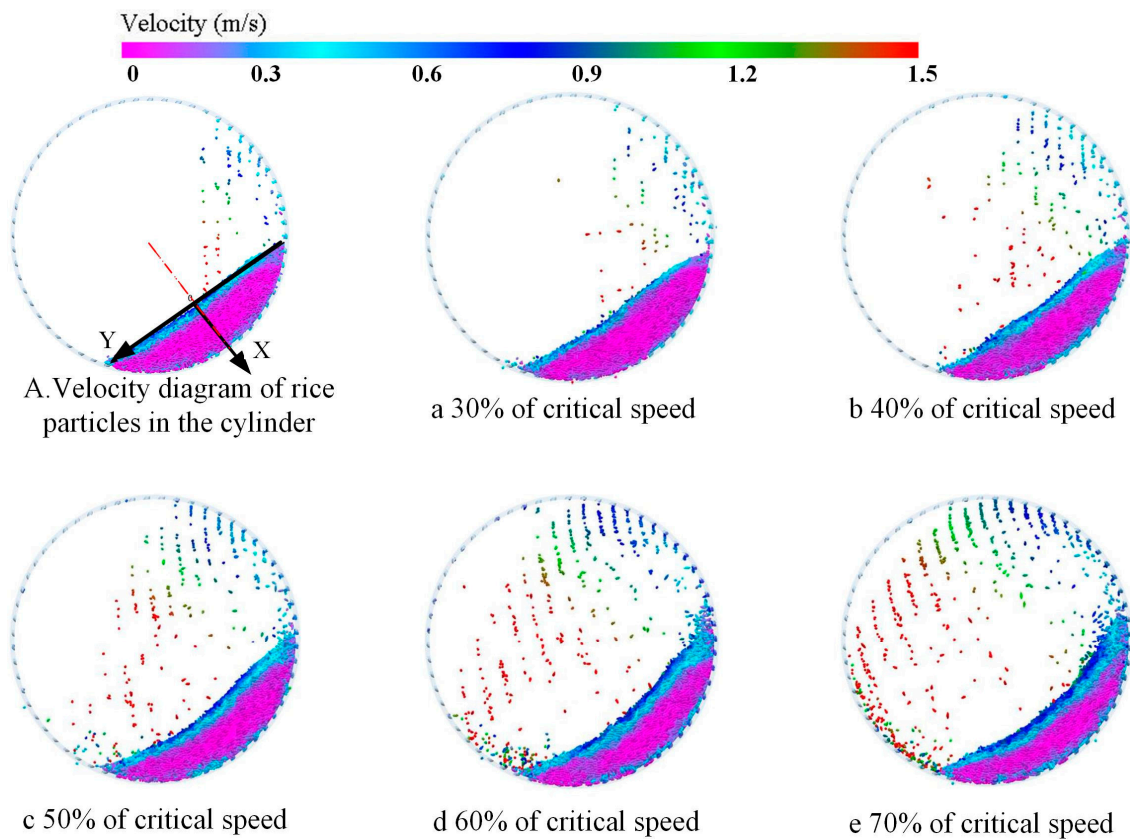 Velocity (m/s)
0 0.3 0.6 0.9 1.2 1.5
Y
X
A.Velocity diagram of rice
particles in the cylinder
a 30% of critical speed
b 40% of critical speed
c 50% of critical speed
d 60% of critical speed
e 70% of critical speed